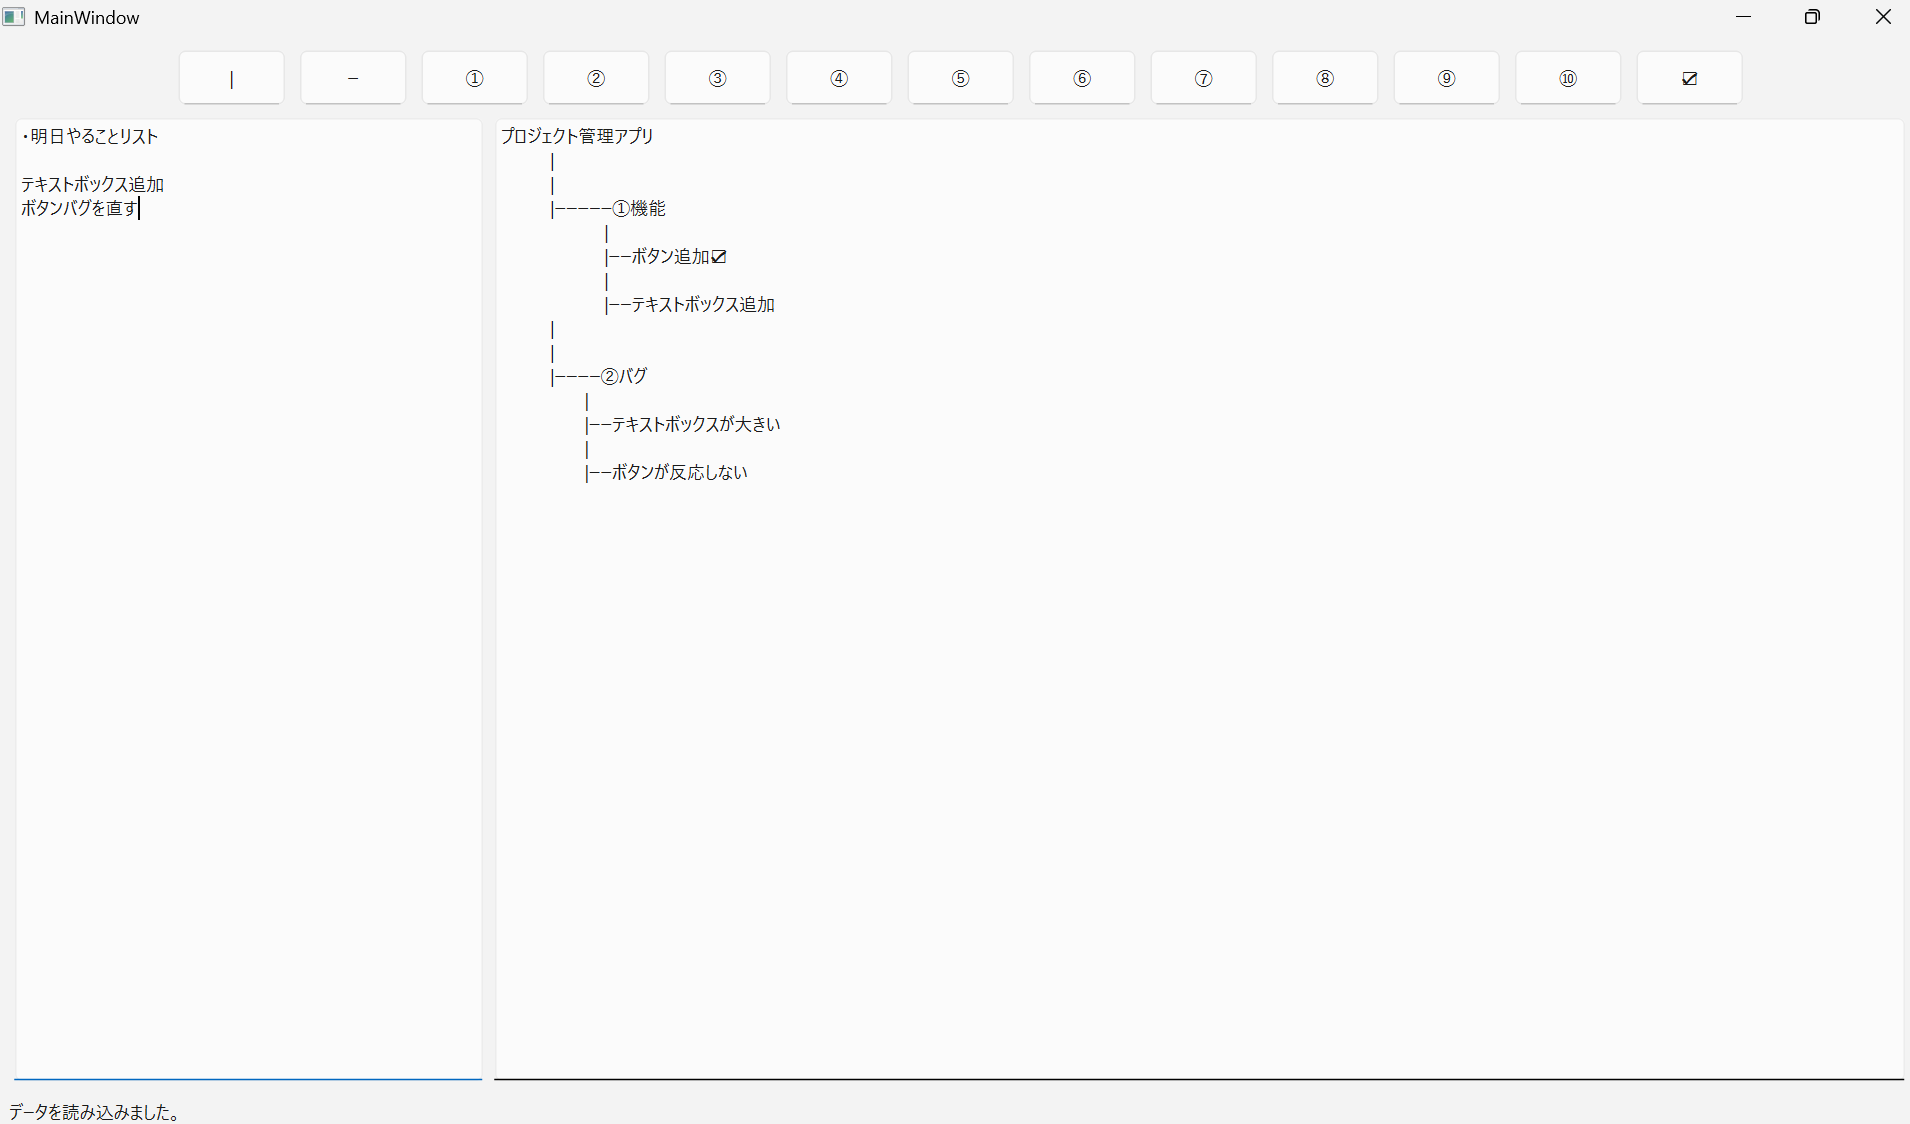 MainWindow
| － ① ② ③ ④ ⑤ ⑥ ⑦ ⑧ ⑨ ⑩ ☑
・明日やることリスト
テキストボックス追加
ボタンバグを直す
プロジェクト管理アプリ
|
|
|－－－－－①機能
|
|－－ボタン追加☑
|
|－－テキストボックス追加
|
|
|－－－－②バグ
|
|－－テキストボックスが大きい
|
|－－ボタンが反応しない
データを読み込みました。